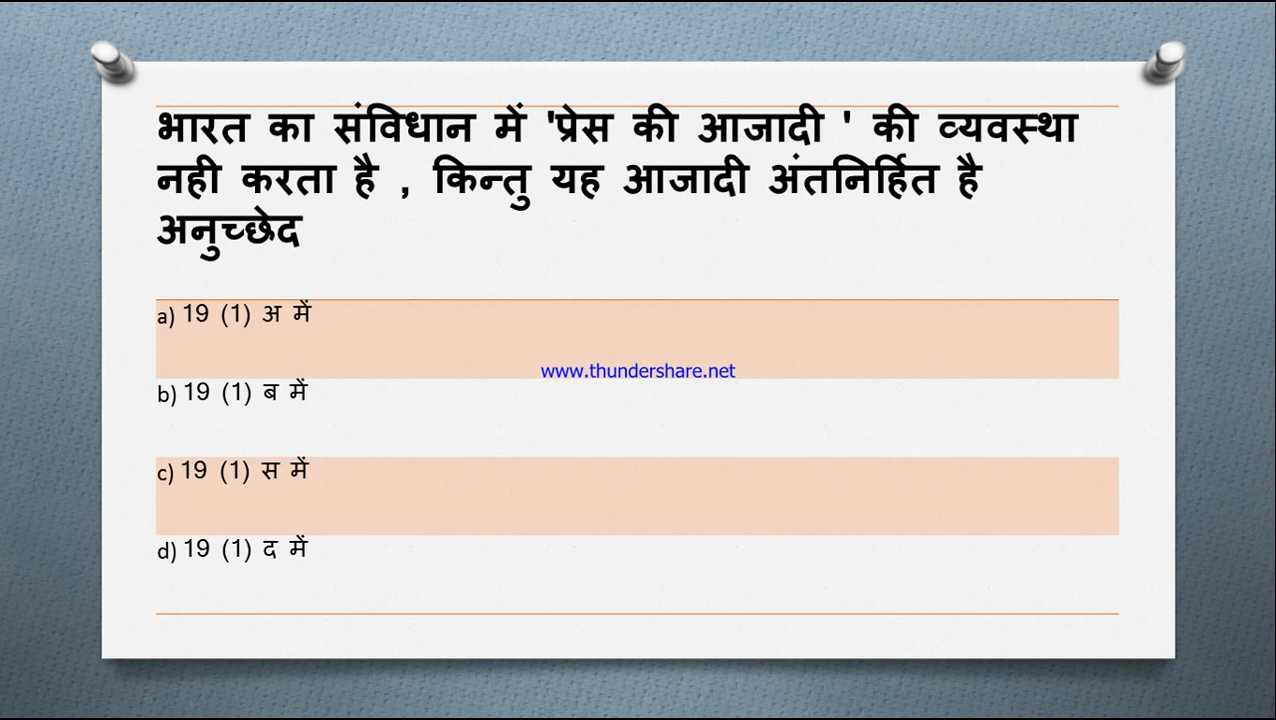 भारत का संविधान में 'प्रेस की आजादी ' की व्यवस्था
नही करता है , किन्तु यह आजादी अंतनिर्हित है
अनुच्छेद
a) 19 (1) अ में
www.thundershare.net
b) 19 (1) ब में
c) 19 (1) स में
d) 19 (1) द में